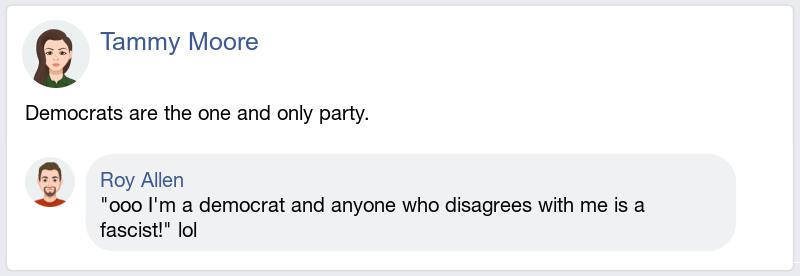 Tammy Moore
Democrats are the one and only party.
Roy Allen
"ooo I'm a democrat and anyone who disagrees with me is a
fascist!" lol